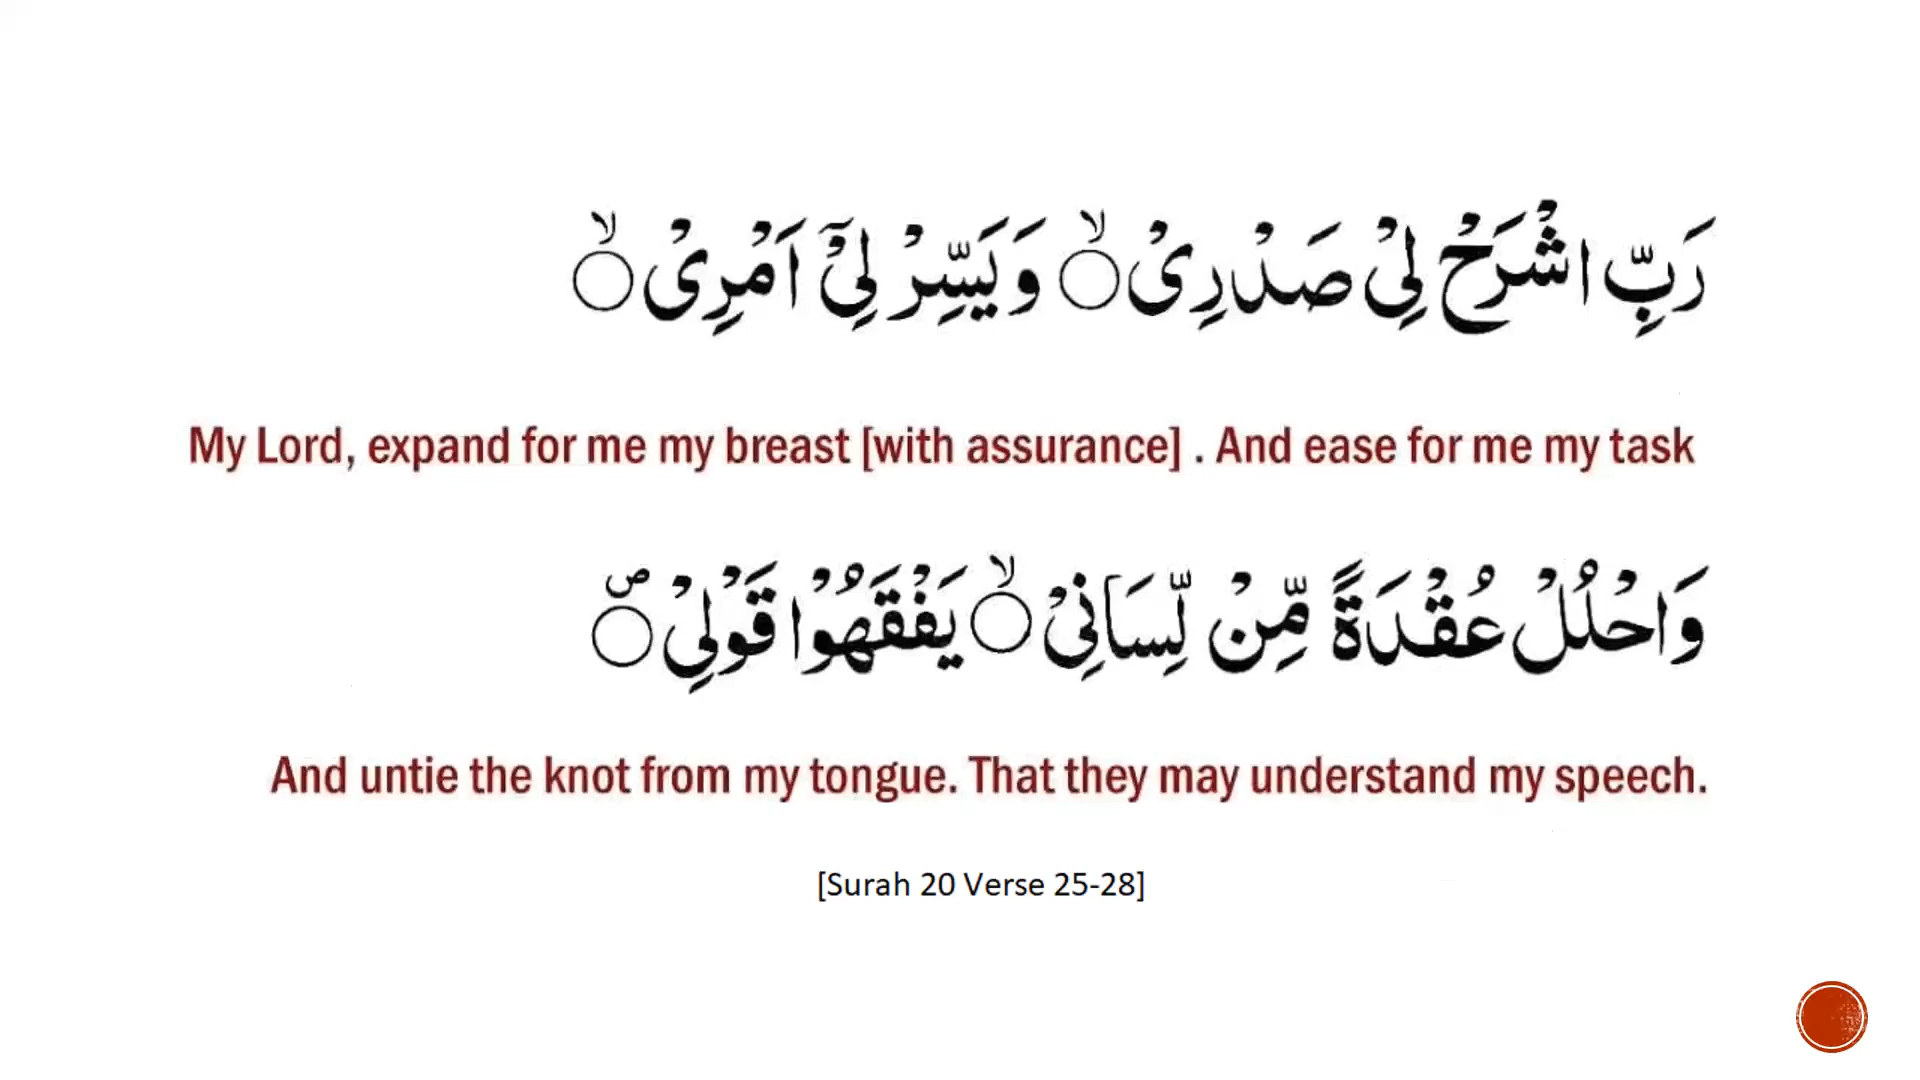 رَبِّ اشْرَحْ لِیْ صَدْرِیْ ۙ وَیَسِّرْ لِیْۤ اَمْرِیْ ۙ
My Lord, expand for me my breast [with assurance] . And ease for me my task
وَاحْلُلْ عُقْدَةً مِّنْ لِّسَانِیْ ۙ یَفْقَهُوْا قَوْلِیْ ۪
And untie the knot from my tongue. That they may understand my speech.
[Surah 20 Verse 25-28]